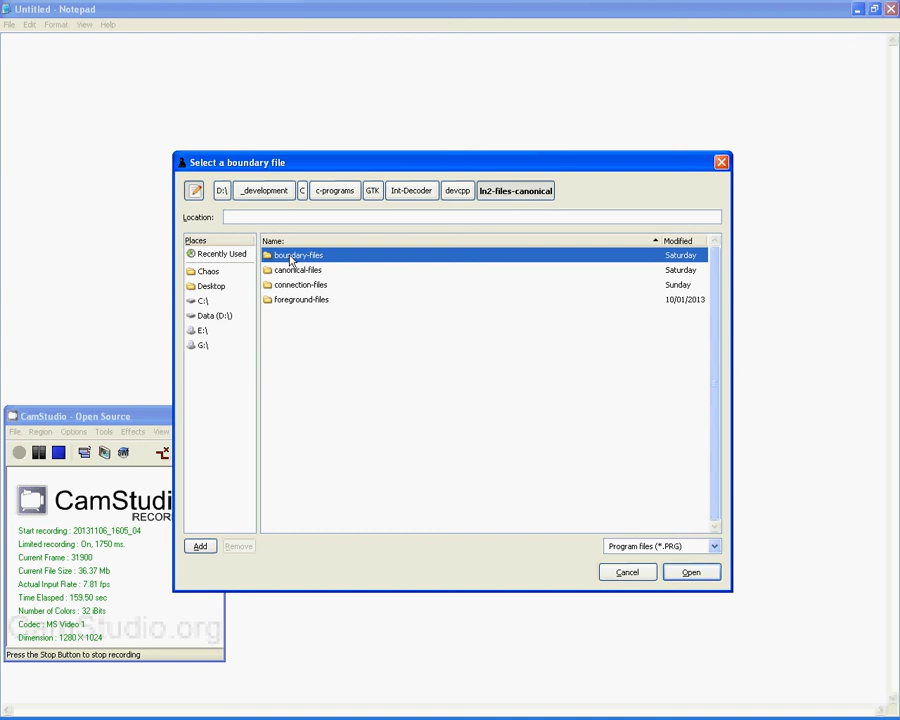 Untitled - Notepad
File Edit Format View Help
Select a boundary file
D:\ _development C c-programs GTK Int-Decoder devcpp ln2-files-canonical
Location:
Places
Recently Used
Chaos
Desktop
C:\
Data (D:\)
E:\
G:\
Name: Modified
boundary-files Saturday
canonical-files Saturday
connection-files Sunday
foreground-files 10/01/2013
Add Remove
Program files (*.PRG)
Cancel Open
CamStudio - Open Source
File Region Options Tools Effects View
CamStudi
RECOR
Start recording : 20131106_1605_04
Limited recording : On, 1750 ms.
Current Frame : 31900
Current File Size : 36.37 Mb
Actual Input Rate : 7.81 fps
Time Elasped : 159.50 sec
Number of Colors : 32 iBits
Codec : MS Video 1
Dimension : 1280 X 1024
CamStudio.org
Press the Stop Button to stop recording